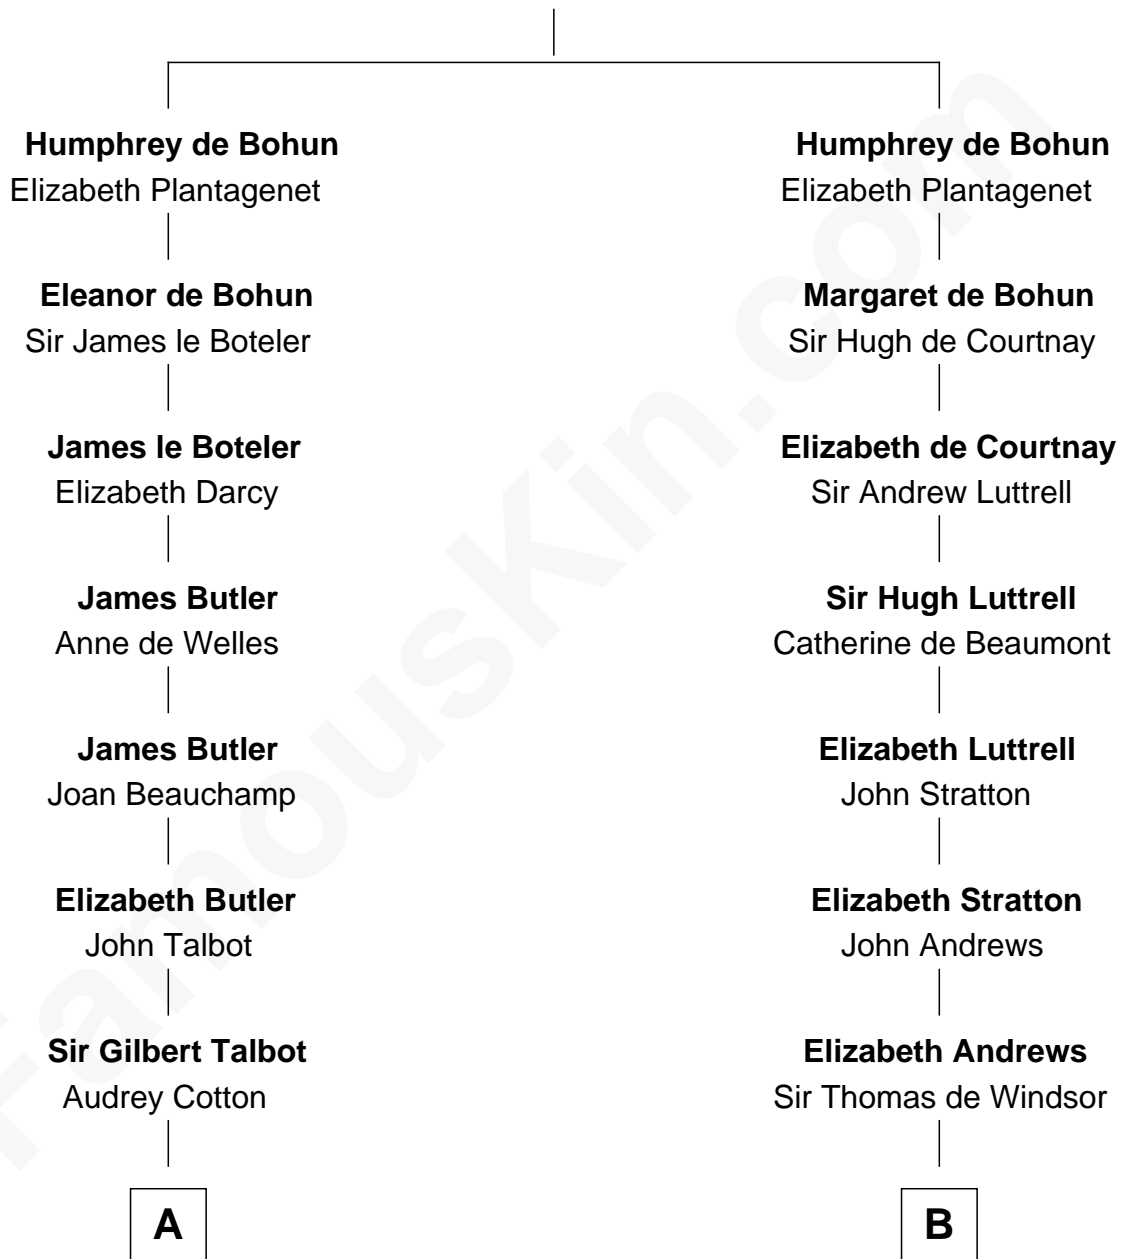 Humphrey de Bohun
Elizabeth Plantagenet
Eleanor de Bohun
Sir James le Boteler
James le Boteler
Elizabeth Darcy
James Butler
Anne de Welles
James Butler
Joan Beauchamp
Elizabeth Butler
John Talbot
Sir Gilbert Talbot
Audrey Cotton
A
Humphrey de Bohun
Elizabeth Plantagenet
Margaret de Bohun
Sir Hugh de Courtnay
Elizabeth de Courtnay
Sir Andrew Luttrell
Sir Hugh Luttrell
Catherine de Beaumont
Elizabeth Luttrell
John Stratton
Elizabeth Stratton
John Andrews
Elizabeth Andrews
Sir Thomas de Windsor
B
FamousKin.com